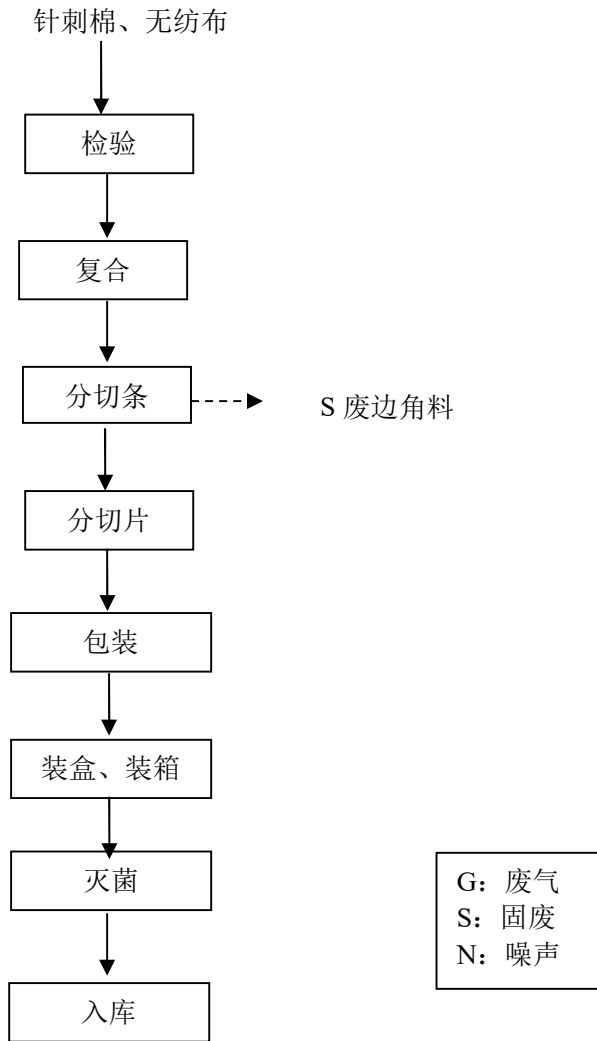 针刺棉、无纺布
检验
复合
分切条
S 废边角料
分切片
包装
装盒、装箱
灭菌
入库
G：废气
S：固废
N：噪声